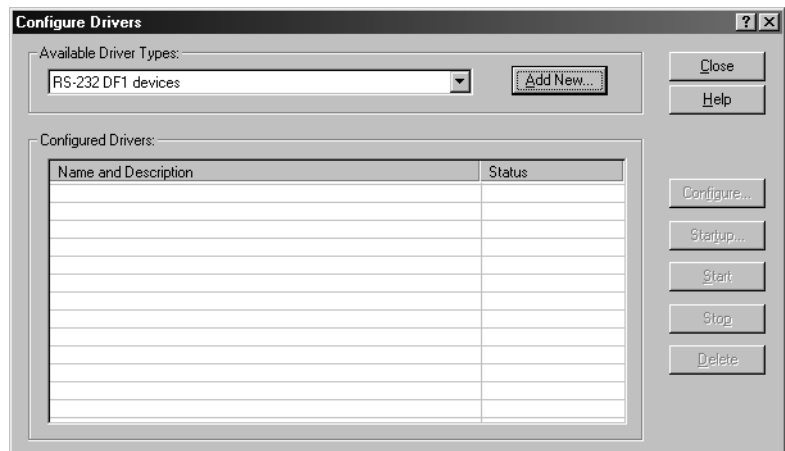 Configure Drivers
Available Driver Types:
RS-232 DF1 devices
Add New...
Close
Help
Configured Drivers:
Name and Description Status
Configure...
Startup...
Start
Stop
Delete